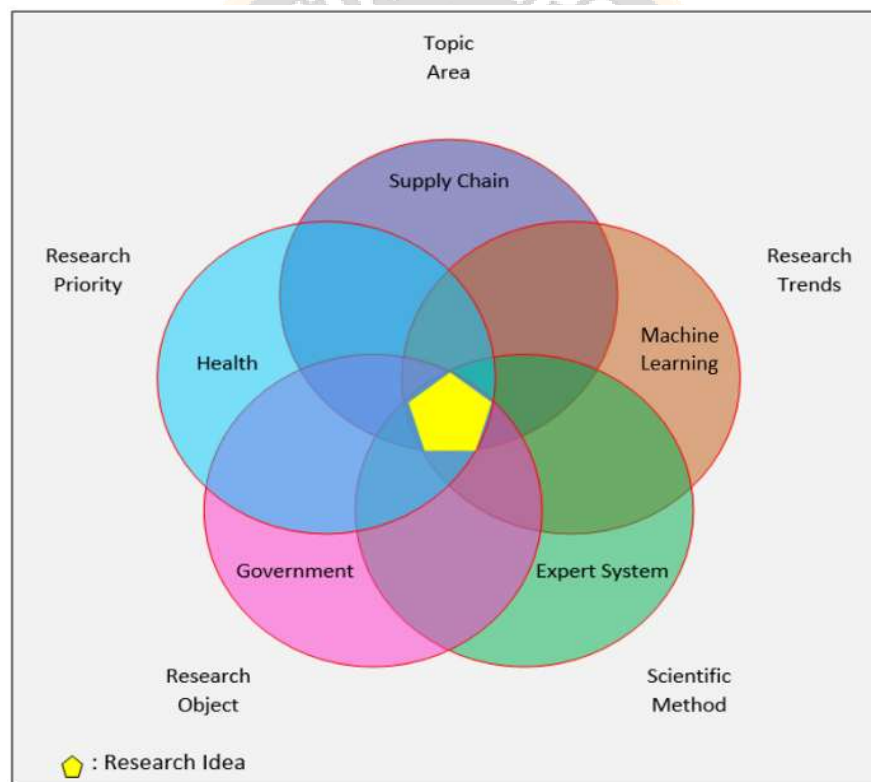 Topic
Area
Supply Chain
Research
Priority
Research
Trends
Machine
Learning
Health
Government
Expert System
Research
Object
Scientific
Method
: Research Idea